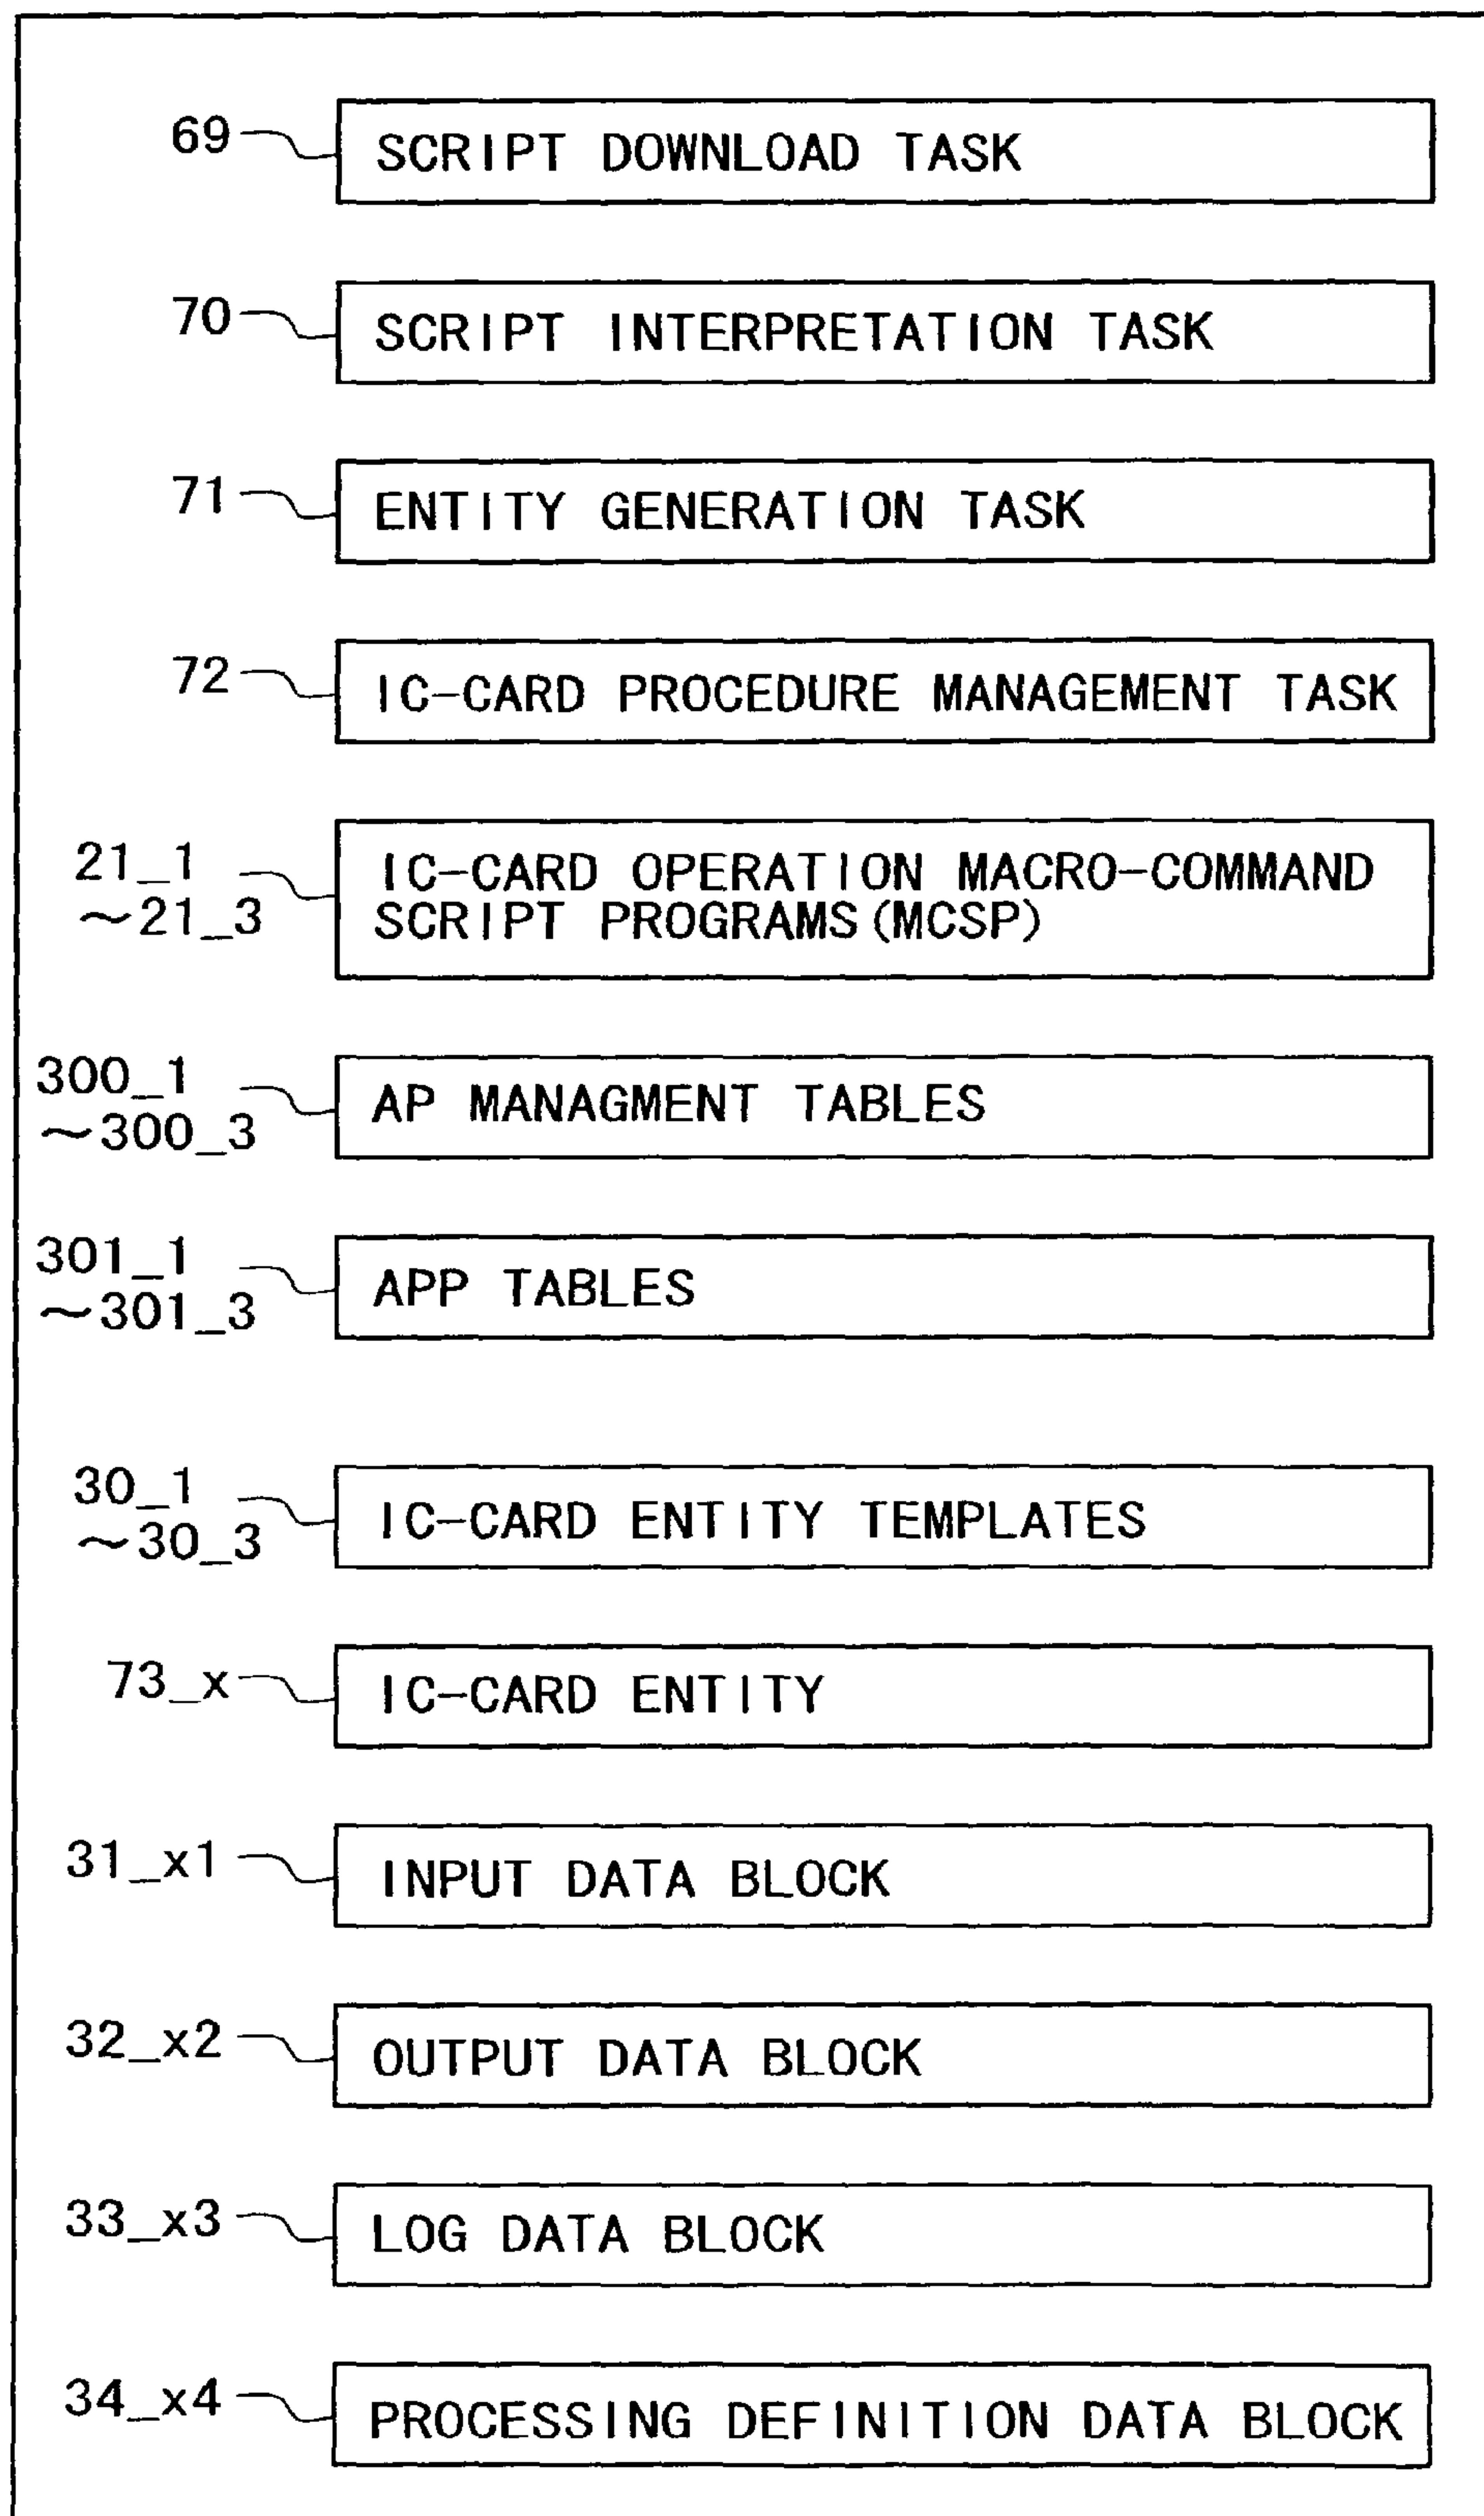 69 SCRIPT DOWNLOAD TASK
70 SCRIPT INTERPRETATION TASK
71 ENTITY GENERATION TASK
72 IC-CARD PROCEDURE MANAGEMENT TASK
21_1 IC-CARD OPERATION MACRO-COMMAND
~21_3 SCRIPT PROGRAMS(MCSP)
300_1
~300_3 AP MANAGMENT TABLES
301_1
~301_3 APP TABLES
30_1
~30_3 IC-CARD ENTITY TEMPLATES
73_x IC-CARD ENTITY
31_x1 INPUT DATA BLOCK
32_x2 OUTPUT DATA BLOCK
33_x3 LOG DATA BLOCK
34_x4 PROCESSING DEFINITION DATA BLOCK